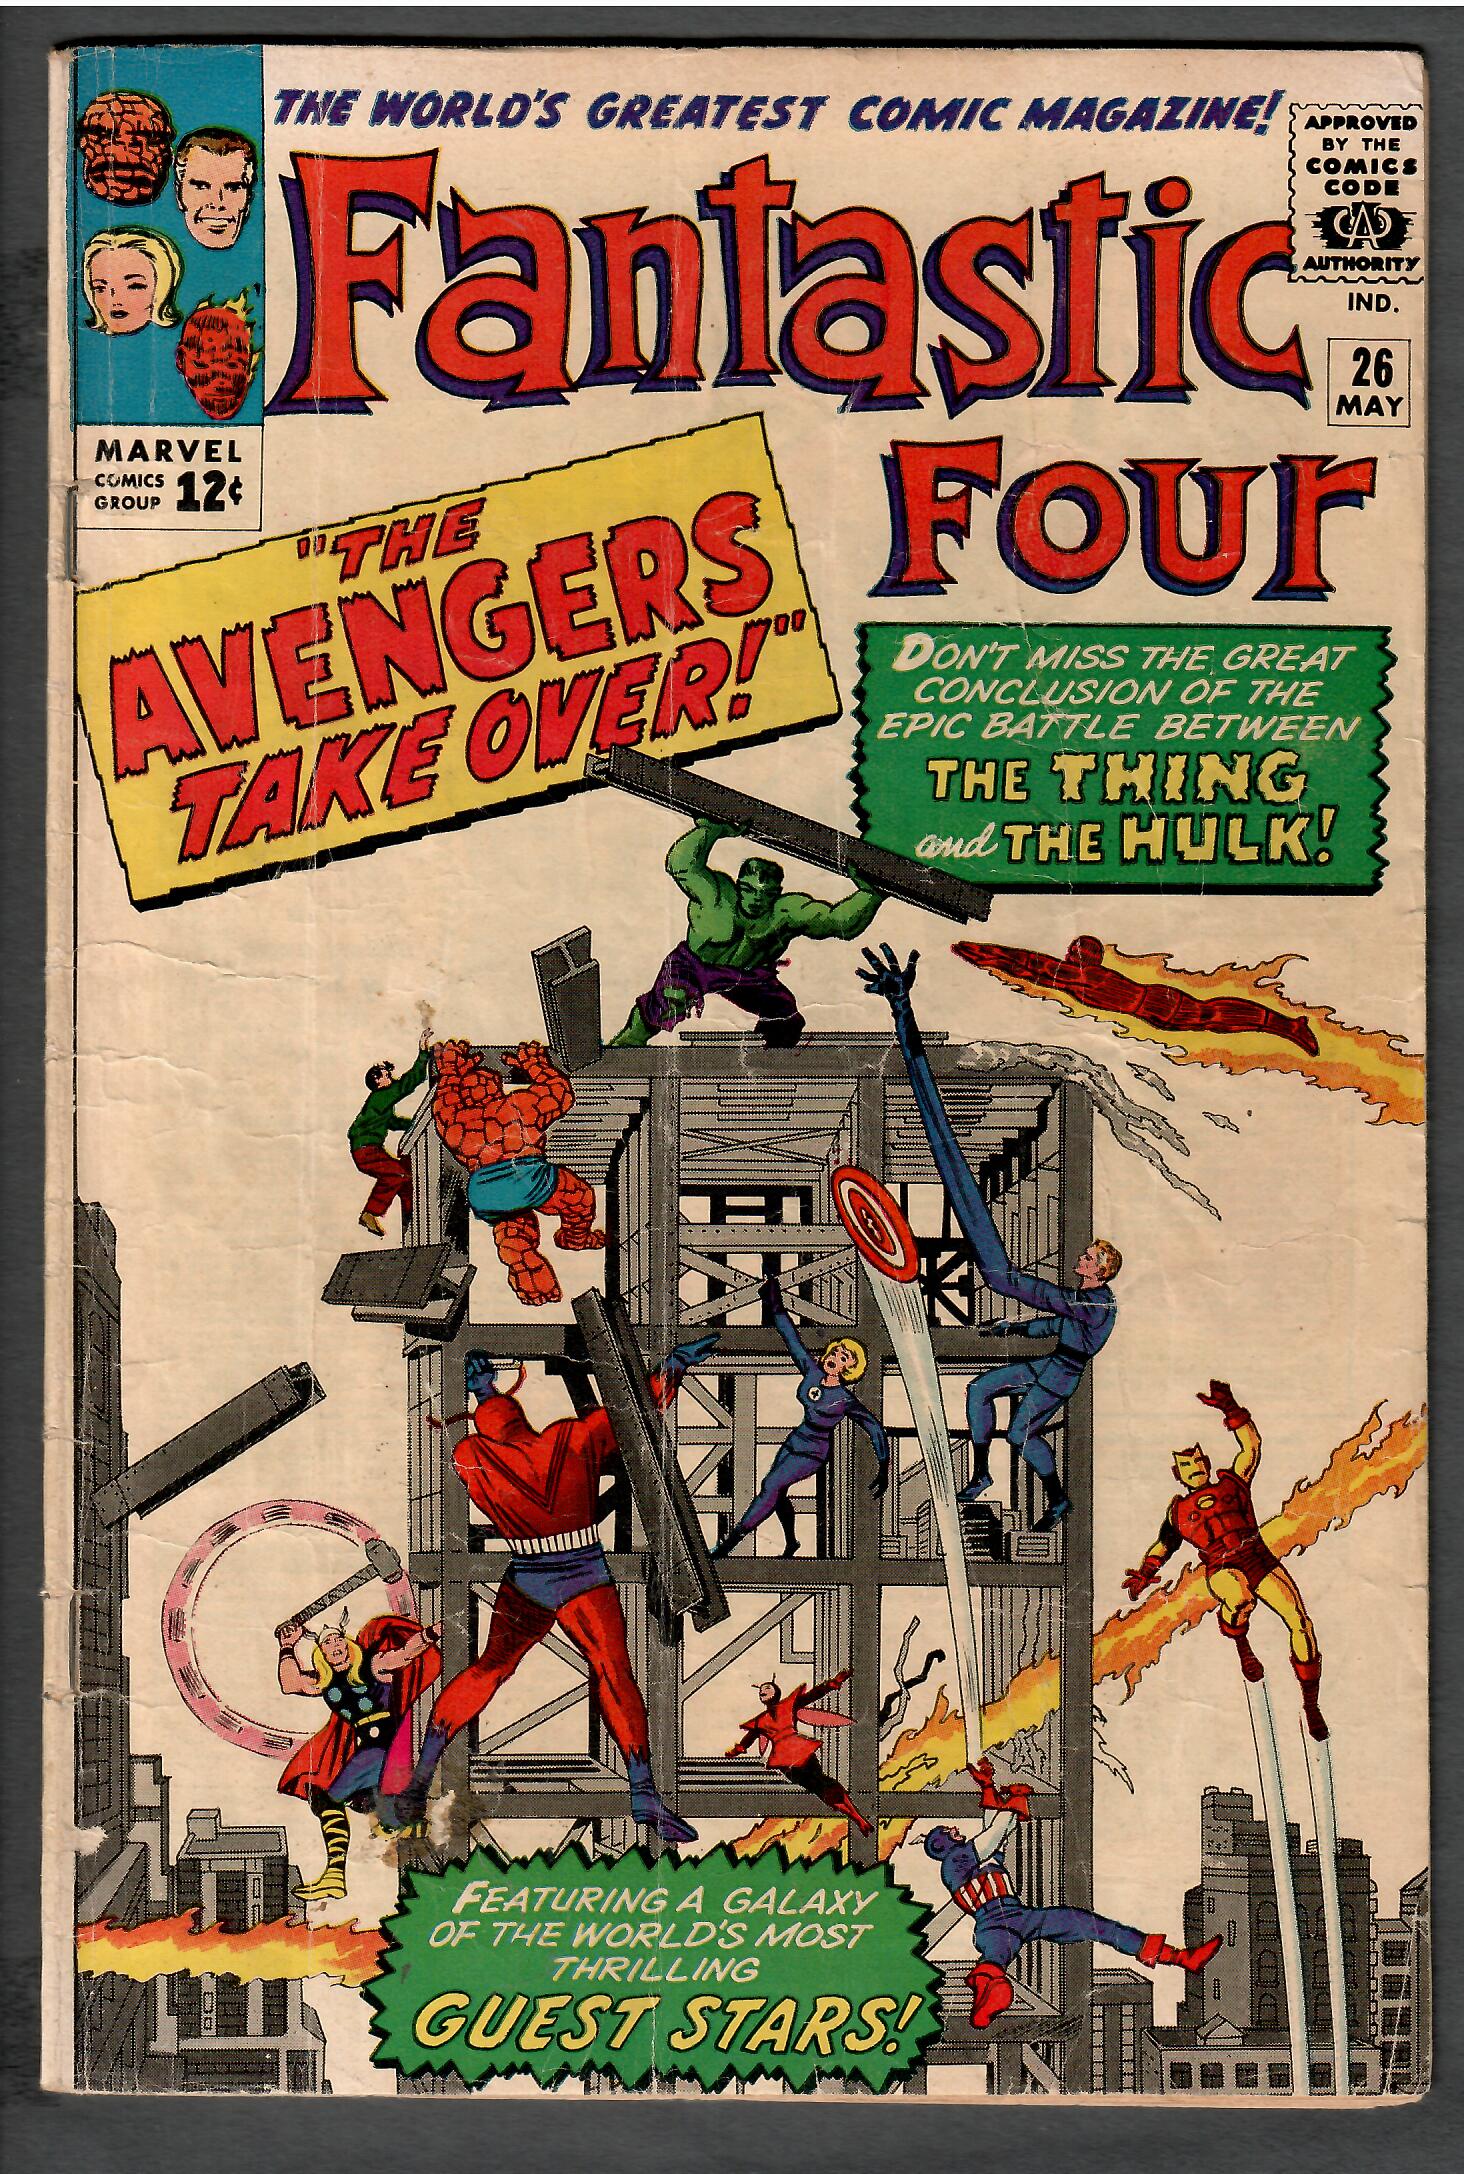 THE WORLD'S GREATEST COMIC MAGAZINE!
Fantastic
Four
APPROVED
BY THE
COMICS
CODE
CA
AUTHORITY
IND.
26
MAY
MARVEL
COMICS
GROUP 12¢
"THE
AVENGERS
TAKE OVER!"
DON'T MISS THE GREAT
CONCLUSION OF THE
EPIC BATTLE BETWEEN
THE THING
and THE HULK!
4
FEATURING A GALAXY
OF THE WORLD'S MOST
THRILLING
GUEST STARS!